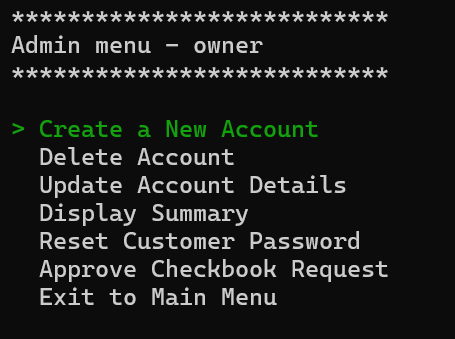 ***************************
Admin menu - owner
***************************
> Create a New Account
Delete Account
Update Account Details
Display Summary
Reset Customer Password
Approve Checkbook Request
Exit to Main Menu